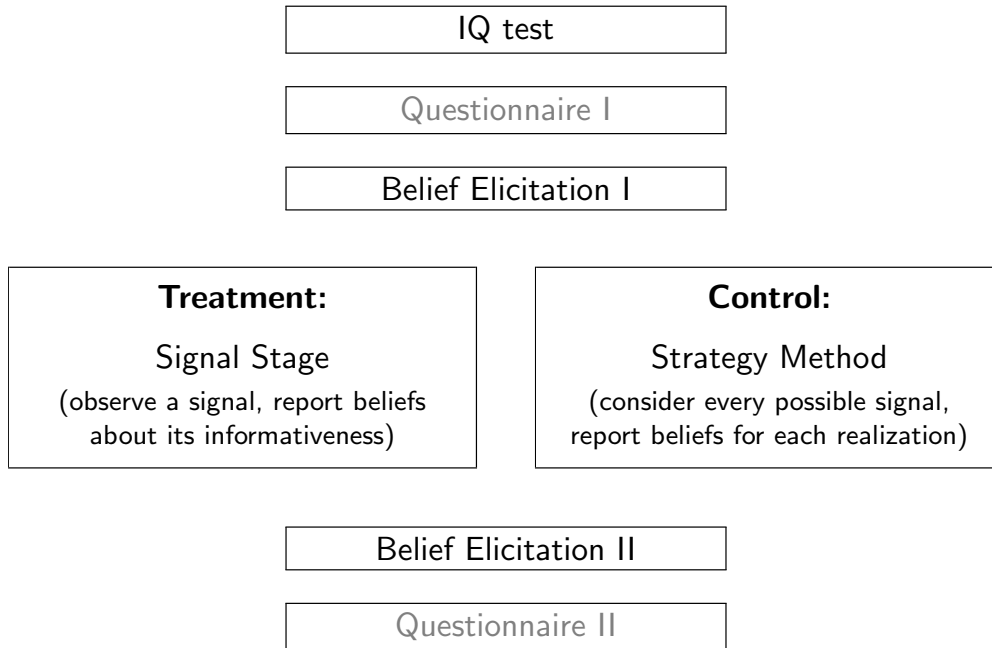 IQ test
Questionnaire I
Belief Elicitation I
Treatment:
Signal Stage
(observe a signal, report beliefs
about its informativeness)
Control:
Strategy Method
(consider every possible signal,
report beliefs for each realization)
Belief Elicitation II
Questionnaire II